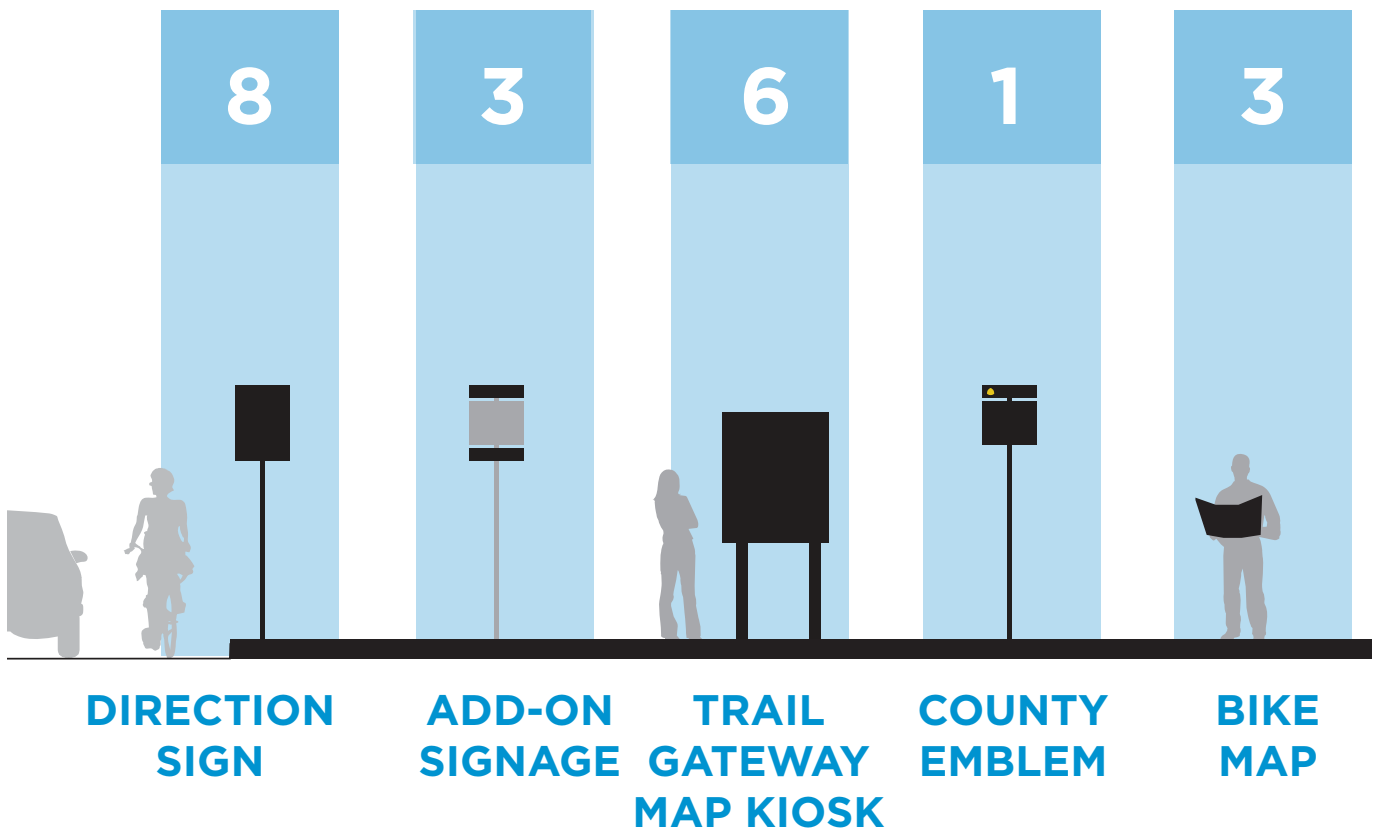 8
3
6
1
3
DIRECTION
SIGN
ADD-ON
SIGNAGE
TRAIL
GATEWAY
MAP KIOSK
COUNTY
EMBLEM
BIKE
MAP